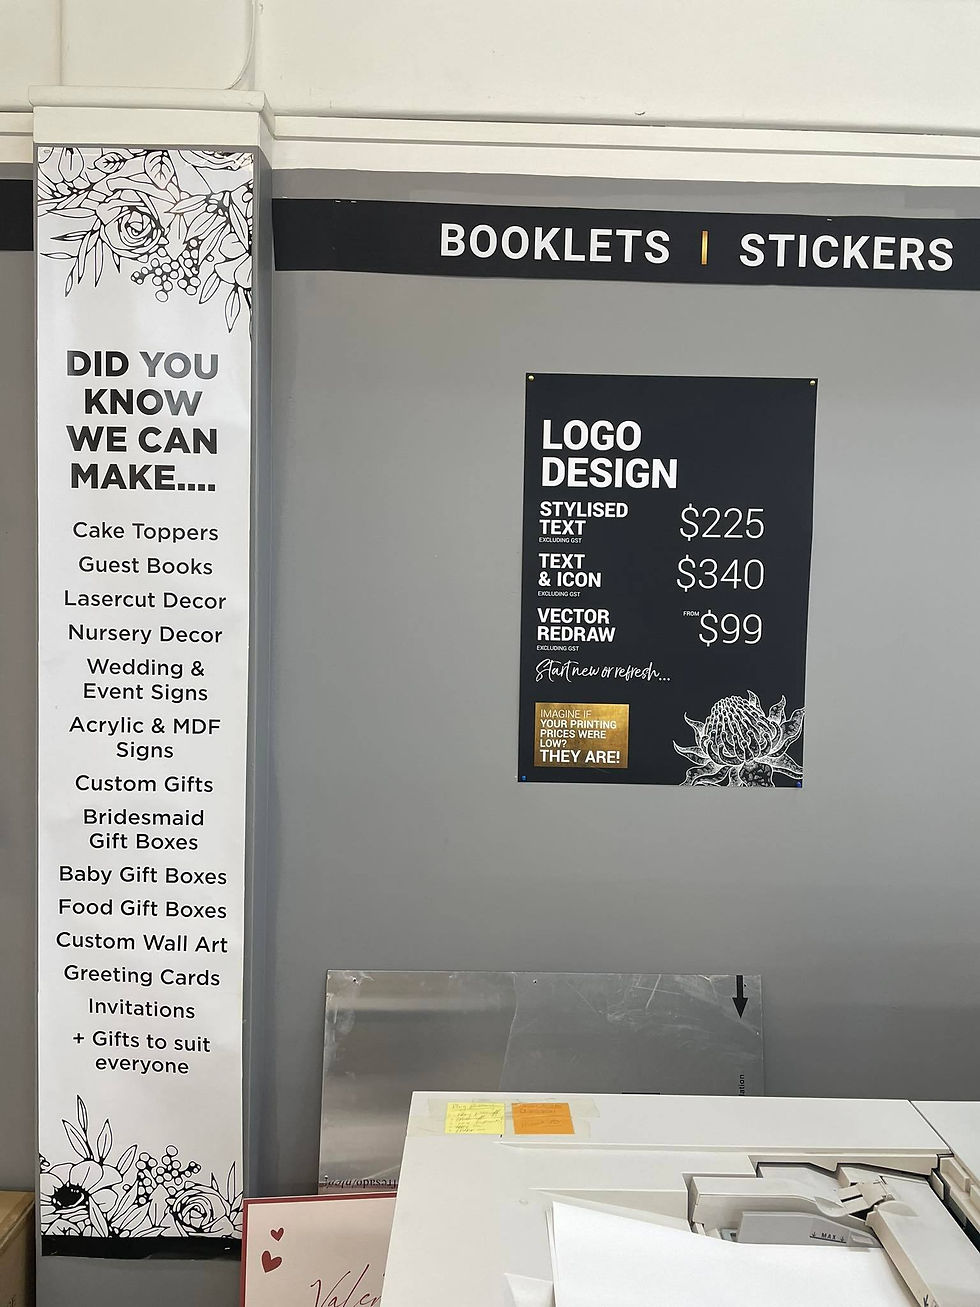 BOOKLETS | STICKERS
DID YOU
KNOW
WE CAN
MAKE....
Cake Toppers
Guest Books
Lasercut Decor
Nursery Decor
Wedding &
Event Signs
Acrylic & MDF
Signs
Custom Gifts
Bridesmaid
Gift Boxes
Baby Gift Boxes
Food Gift Boxes
Custom Wall Art
Greeting Cards
Invitations
+ Gifts to suit
everyone
LOGO
DESIGN
STYLISED
TEXT
EXCLUDING GST
$225
TEXT
& ICON
EXCLUDING GST
$340
VECTOR
REDRAW
EXCLUDING GST
FROM $99
Start new or refresh...
IMAGINE IF
YOUR PRINTING
PRICES WERE
LOW?
THEY ARE!
MAX